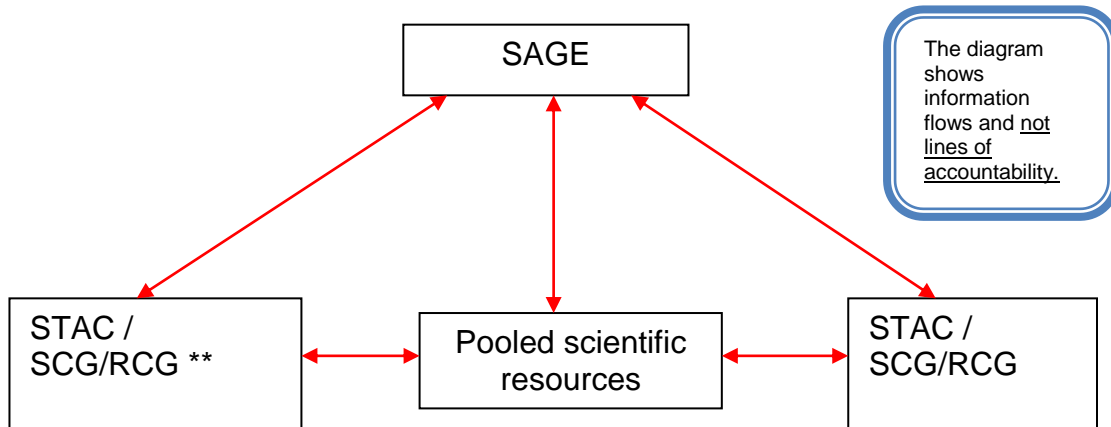 SAGE
The diagram
shows
information
flows and not
lines of
accountability.
STAC /
SCG/RCG **
Pooled scientific
resources
STAC /
SCG/RCG